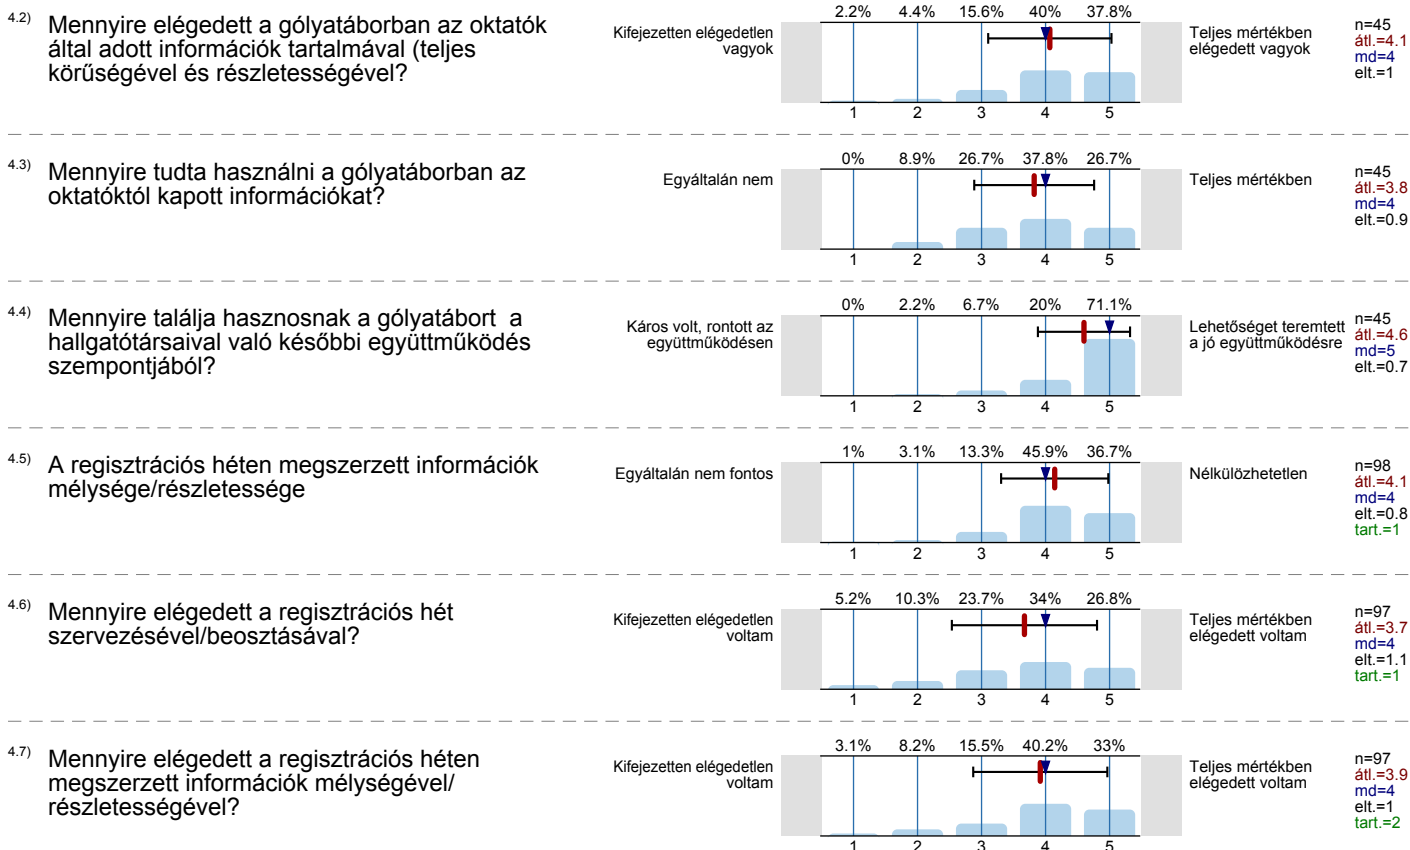 4.2) Mennyire elégedett a gólyatáborban az oktatók
által adott információk tartalmával (teljes
körűségével és részletességével?
Kifejezetten elégedetlen
vagyok
2.2% 4.4% 15.6% 40% 37.8%
1 2 3 4 5
Teljes mértékben
elégedett vagyok
n=45
átl.=4.1
md=4
elt.=1
4.3) Mennyire tudta használni a gólyatáborban az
oktatóktól kapott információkat?
Egyáltalán nem
0% 8.9% 26.7% 37.8% 26.7%
1 2 3 4 5
Teljes mértékben
n=45
átl.=3.8
md=4
elt.=0.9
4.4) Mennyire találja hasznosnak a gólyatábort a
hallgatótársaival való későbbi együttműködés
szempontjából?
Káros volt, rontott az
együttműködésen
0% 2.2% 6.7% 20% 71.1%
1 2 3 4 5
Lehetőséget teremtett
a jó együttműködésre
n=45
átl.=4.6
md=5
elt.=0.7
4.5) A regisztrációs héten megszerzett információk
mélysége/részletessége
Egyáltalán nem fontos
1% 3.1% 13.3% 45.9% 36.7%
1 2 3 4 5
Nélkülözhetetlen
n=98
átl.=4.1
md=4
elt.=0.8
tart.=1
4.6) Mennyire elégedett a regisztrációs hét
szervezésével/beosztásával?
Kifejezetten elégedetlen
voltam
5.2% 10.3% 23.7% 34% 26.8%
1 2 3 4 5
Teljes mértékben
elégedett voltam
n=97
átl.=3.7
md=4
elt.=1.1
tart.=1
4.7) Mennyire elégedett a regisztrációs héten
megszerzett információk mélységével/
részletességével?
Kifejezetten elégedetlen
voltam
3.1% 8.2% 15.5% 40.2% 33%
1 2 3 4 5
Teljes mértékben
elégedett voltam
n=97
átl.=3.9
md=4
elt.=1
tart.=2